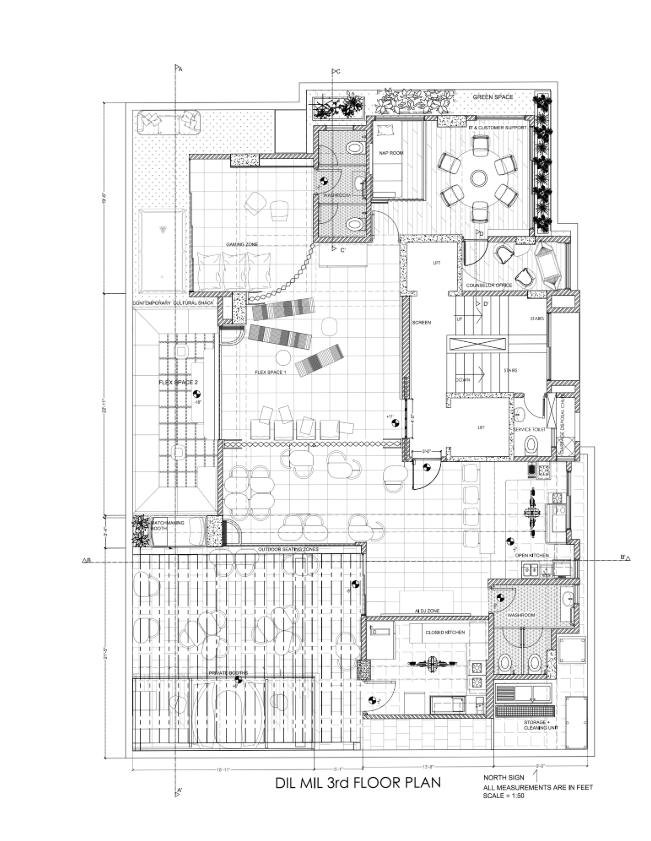 A
C
GREEN SPACE
IT & CUSTOMER SUPPORT
NAP ROOM
WASHROOM
D
GAMING ZONE
C'
LIFT
COUNSELOR OFFICE
CONTEMPORARY CULTURAL SHACK
D'
SCREEN
UP
STAIRS
FLEX SPACE 1
STAIRS
FLEX SPACE 2
DOWN
LIFT
SERVICE TOILET
MATCHMAKING
BOOTH
OUTDOOR SEATING ZONES
OPEN KITCHEN
B
B'
AI DJ ZONE
WASHROOM
CLOSED KITCHEN
PRIVATE BOOTHS
STORAGE +
CLEANING UNIT
DIL MIL 3rd FLOOR PLAN
NORTH SIGN
ALL MEASUREMENTS ARE IN FEET
SCALE = 1:50
A'